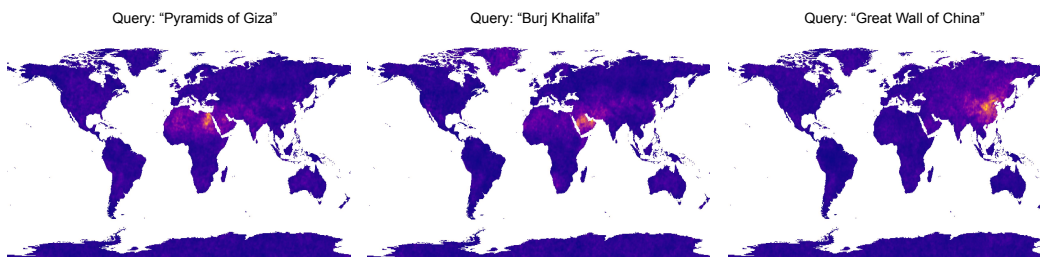 Query: “Pyramids of Giza”
Query: “Burj Khalifa”
Query: “Great Wall of China”